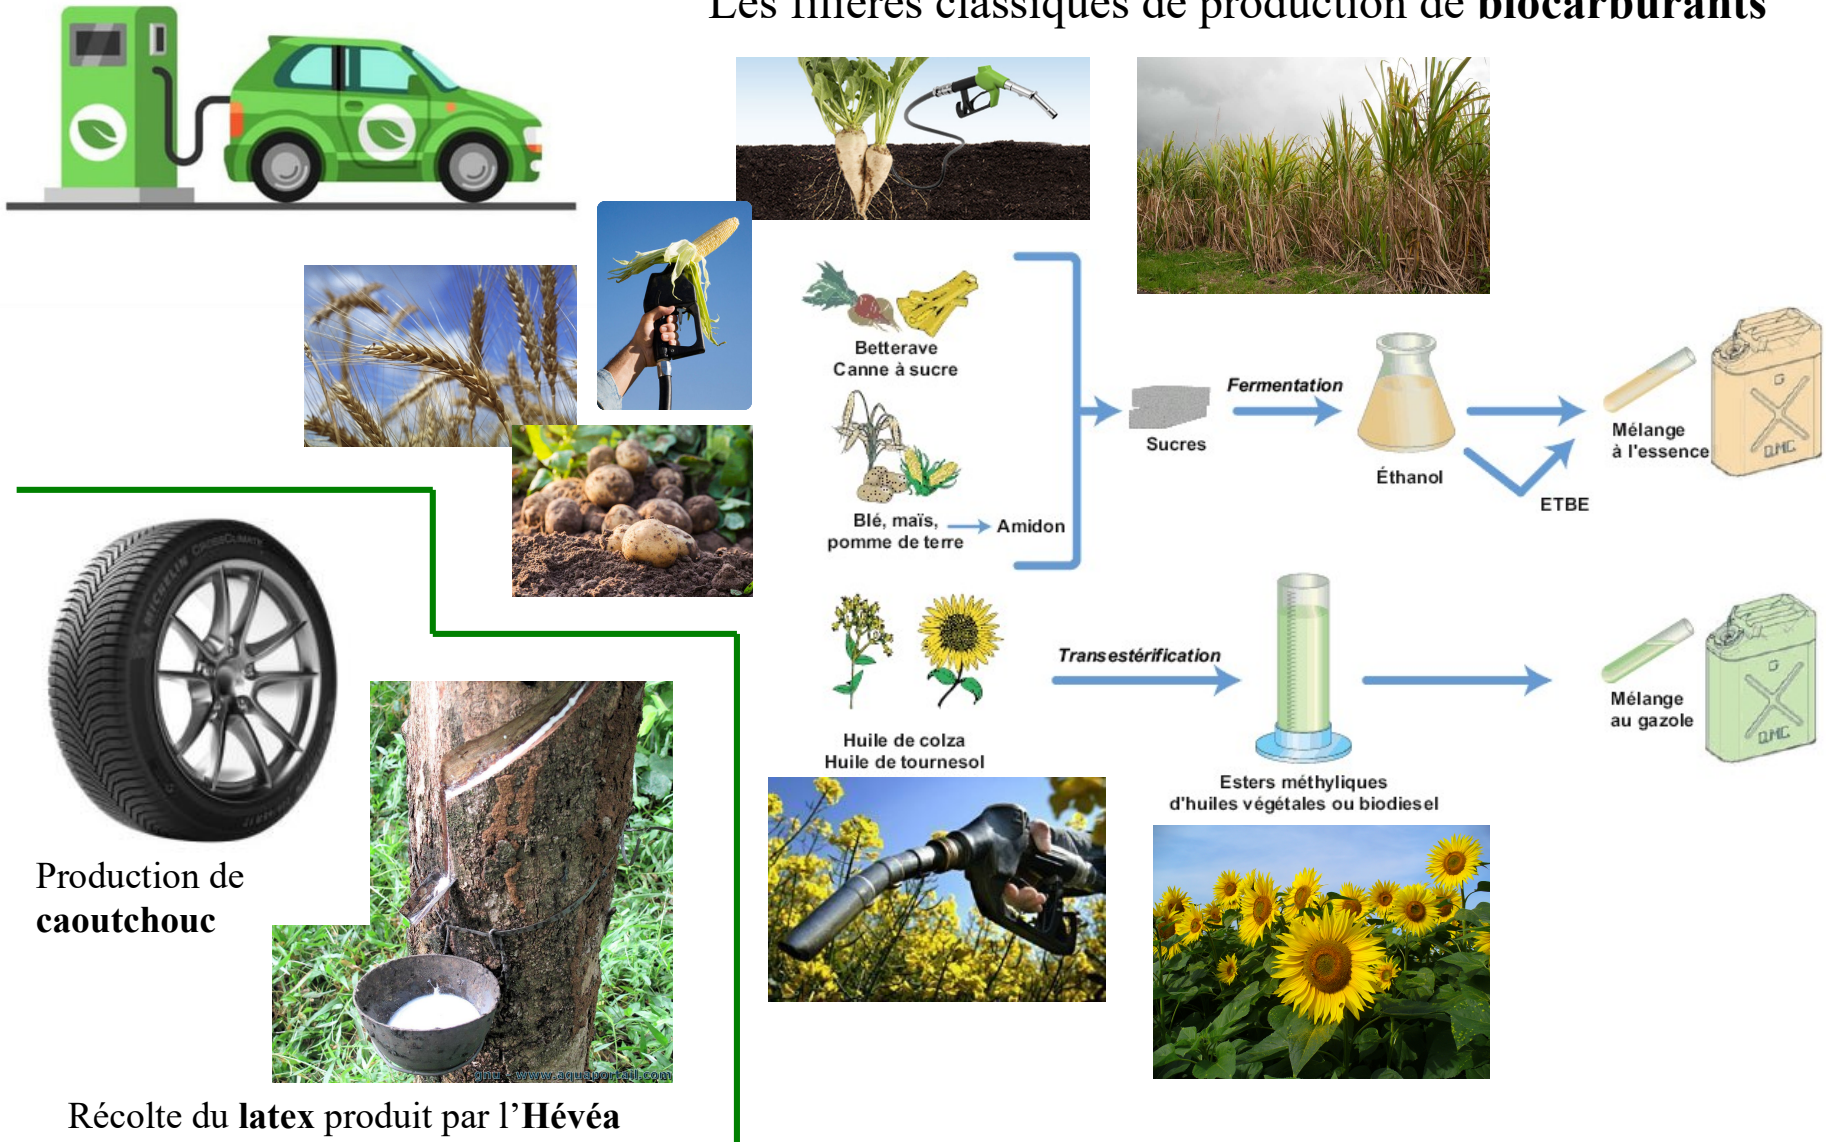 Les filières classiques de production de biocarburants
Betterave
Canne à sucre
Blé, maïs,
pomme de terre
Amidon
Sucres
Fermentation
Éthanol
ETBE
Mélange
à l'essence
G
Huile de colza
Huile de tournesol
Transestérification
Esters méthyliques
d'huiles végétales ou biodiesel
Mélange
au gazole
G
MICHELIN CROSSCLIMATE
Production de
caoutchouc
www.aquaportail.com
Récolte du latex produit par l'Hévéa